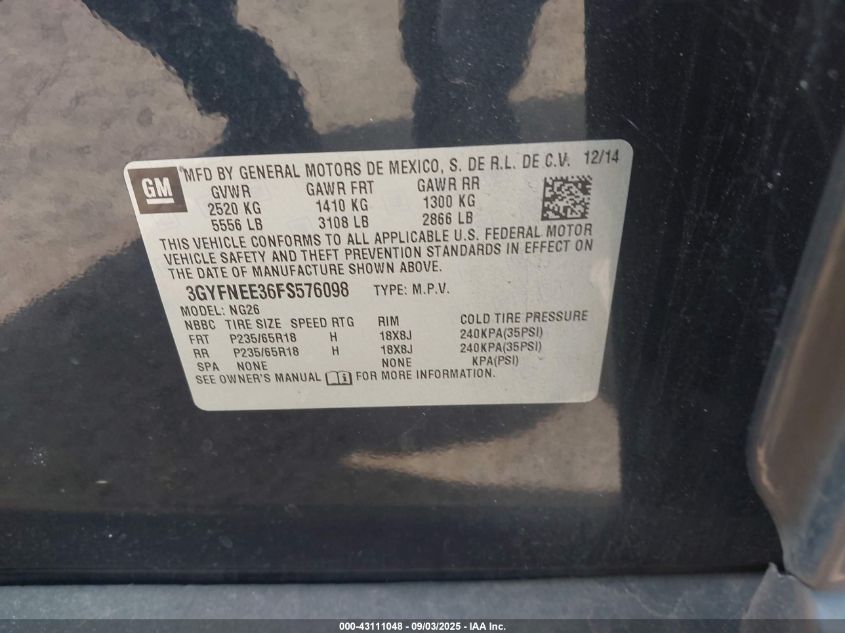 GM
MFD BY GENERAL MOTORS DE MEXICO, S. DE R.L. DE C.V. 12/14
GVWR GAWR FRT GAWR RR
2520 KG 1410 KG 1300 KG
5556 LB 3108 LB 2866 LB
THIS VEHICLE CONFORMS TO ALL APPLICABLE U.S. FEDERAL MOTOR
VEHICLE SAFETY AND THEFT PREVENTION STANDARDS IN EFFECT ON
THE DATE OF MANUFACTURE SHOWN ABOVE.
3GYFNEE36FS576098 TYPE: M.P.V.
MODEL: NG26
NBBC TIRE SIZE SPEED RTG RIM COLD TIRE PRESSURE
FRT P235/65R18 H 18X8J 240KPA(35PSI)
RR P235/65R18 H 18X8J 240KPA(35PSI)
SPA NONE NONE KPA(PSI)
SEE OWNER'S MANUAL FOR MORE INFORMATION.
000-43111048 - 09/03/2025 - IAA Inc.